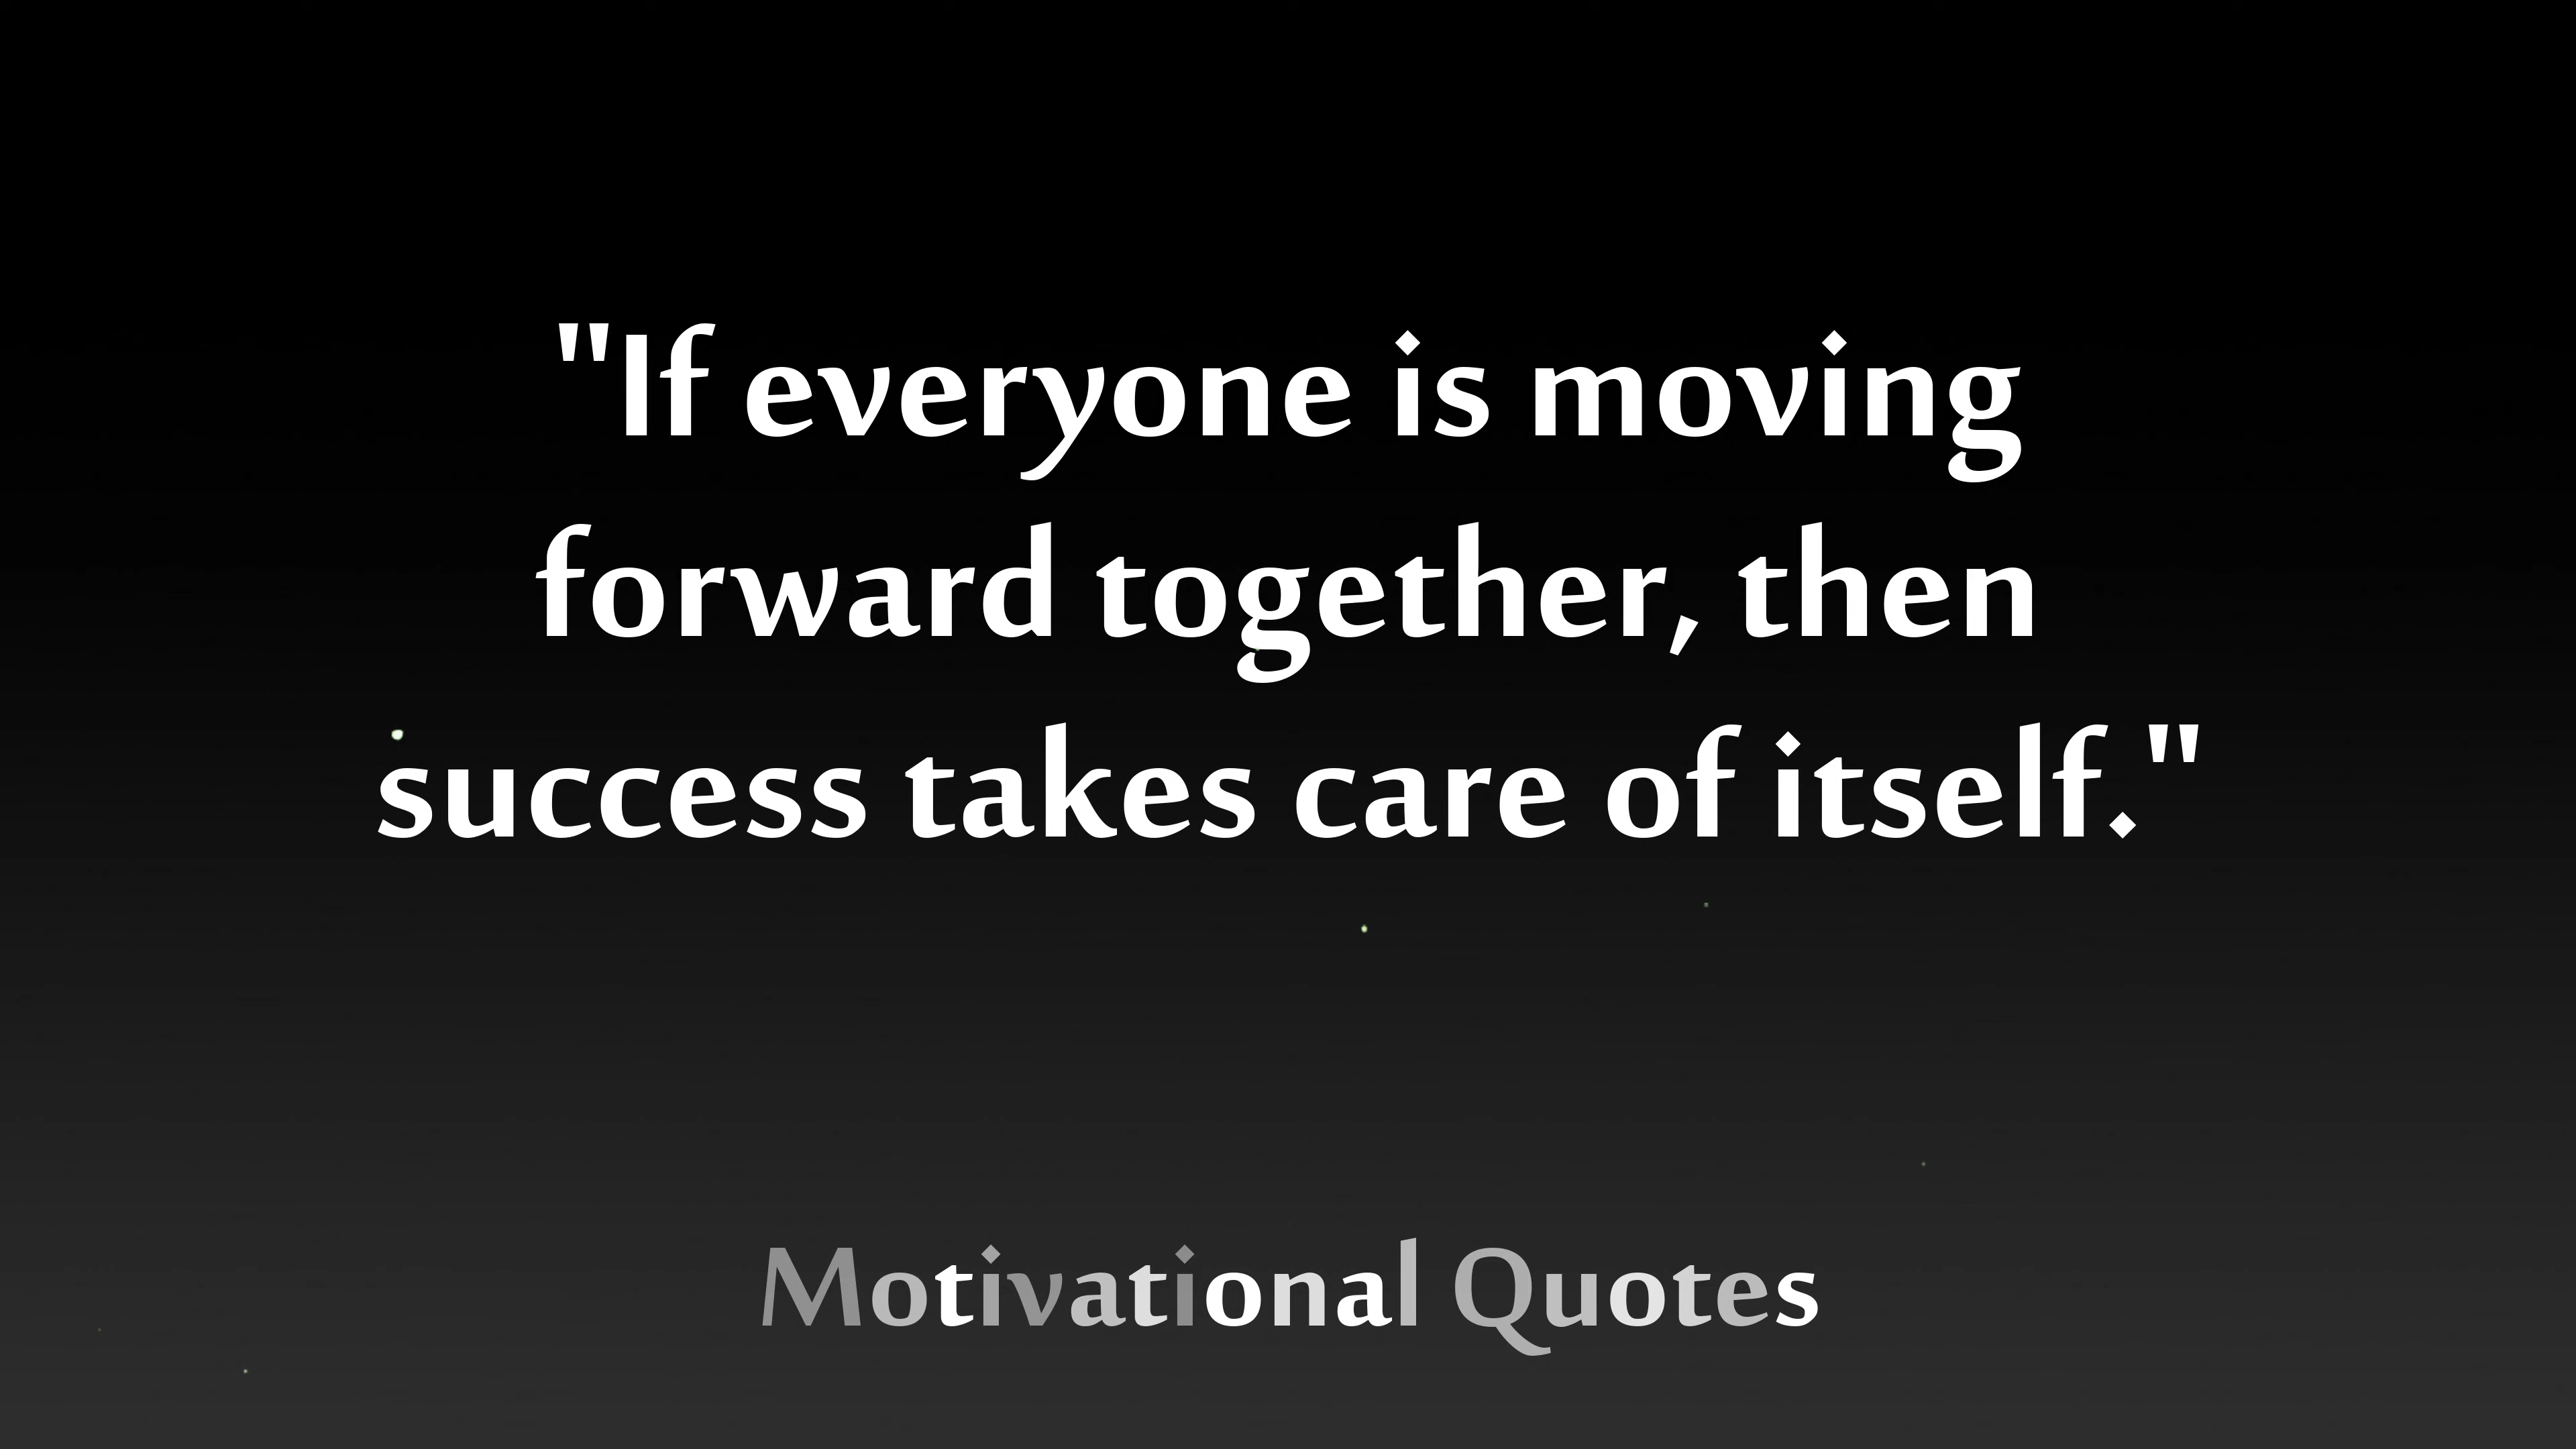 "If everyone is moving
forward together, then
success takes care of itself."
Motivational Quotes